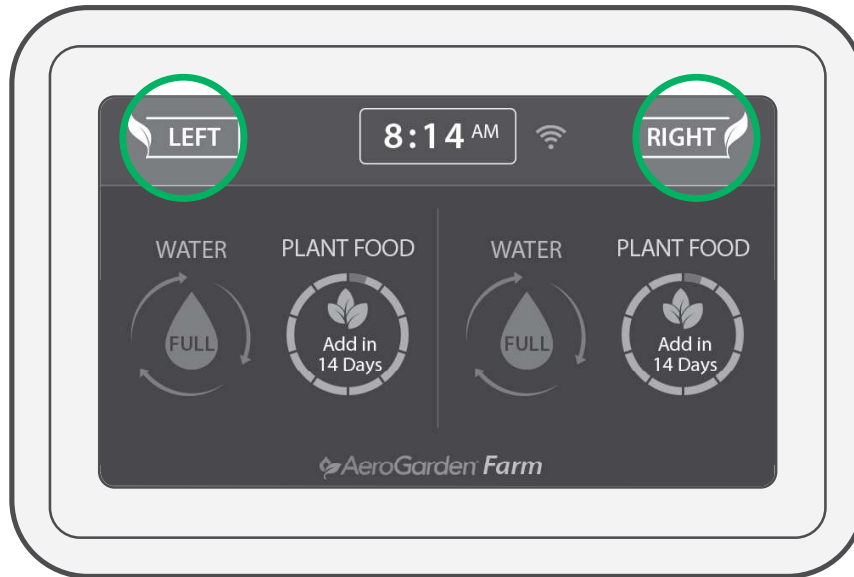 LEFT
8:14 AM
RIGHT
WATER
PLANT FOOD
WATER
PLANT FOOD
FULL
Add in
14 Days
FULL
Add in
14 Days
AeroGarden Farm